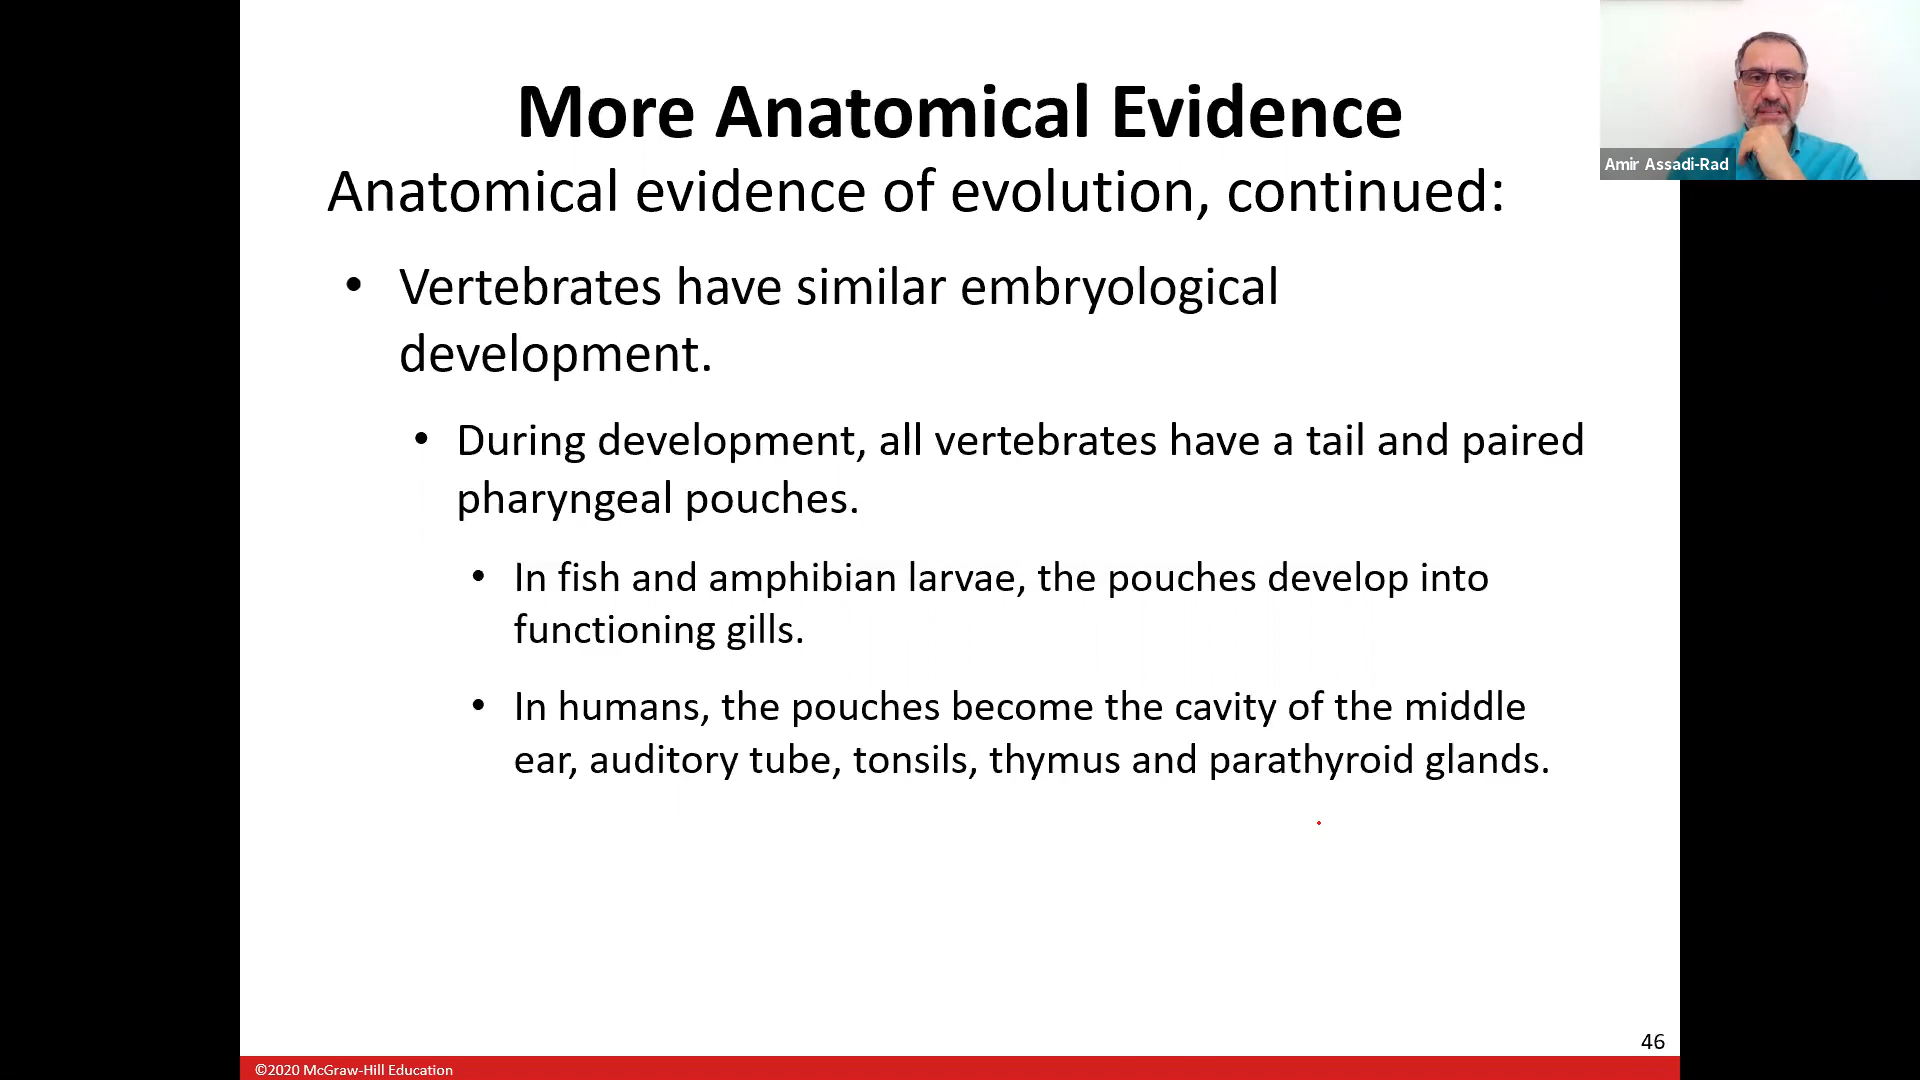 More Anatomical Evidence
Amir Assadi-Rad
Anatomical evidence of evolution, continued:
• Vertebrates have similar embryological
development.
• During development, all vertebrates have a tail and paired
pharyngeal pouches.
• In fish and amphibian larvae, the pouches develop into
functioning gills.
• In humans, the pouches become the cavity of the middle
ear, auditory tube, tonsils, thymus and parathyroid glands.
46
©2020 McGraw-Hill Education